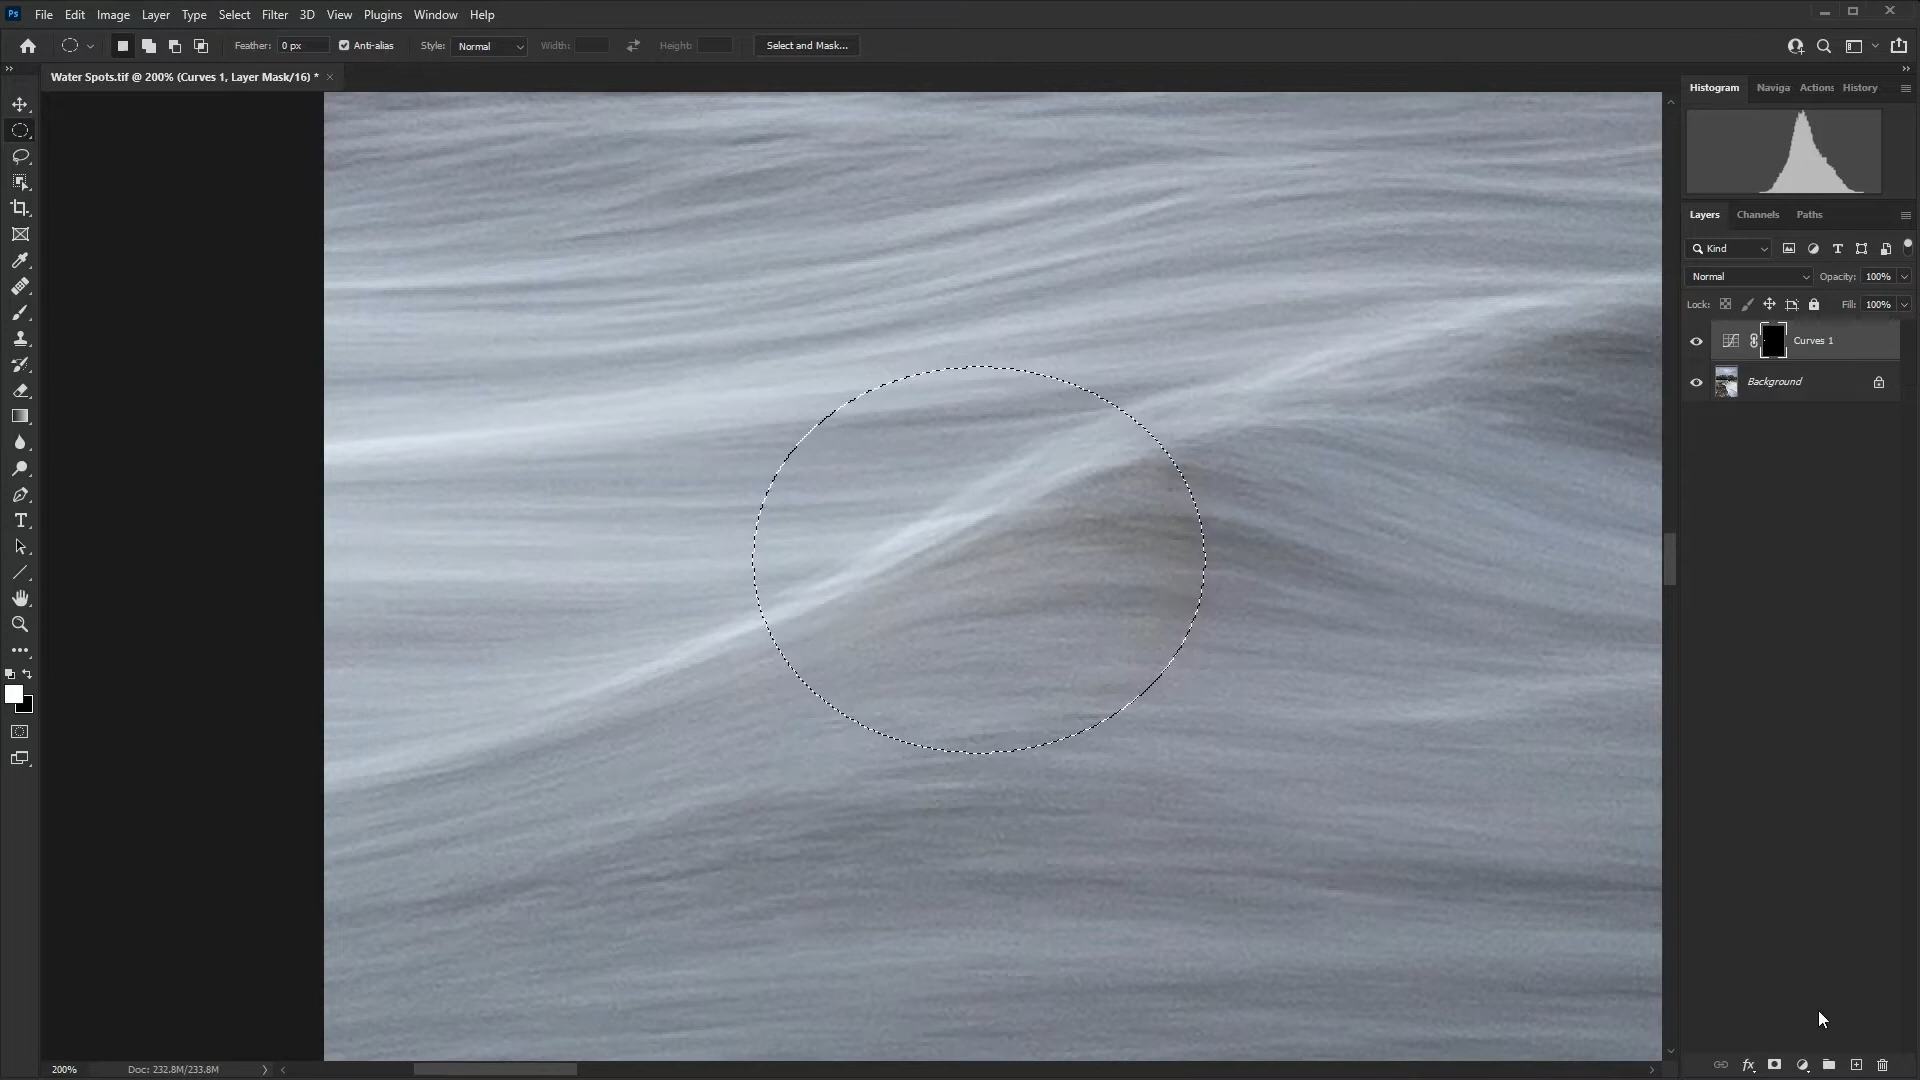 Ps File Edit Image Layer Type Select Filter 3D View Plugins Window Help
Feather: 0 px Anti-alias Style: Normal Width: Height: Select and Mask...
Water Spots.tif @ 200% (Curves 1, Layer Mask/16) *
Histogram Naviga Actions History
Layers Channels Paths
Kind
Normal Opacity: 100%
Lock: Fill: 100%
Curves 1
Background
200% Doc: 232.8M/233.8M